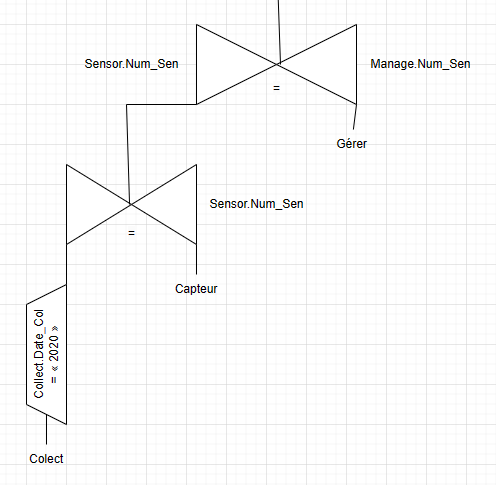 Sensor.Num_Sen
Manage.Num_Sen
=
Gérer
Sensor.Num_Sen
=
Capteur
Collect.Date_Col
= « 2020 »
Colect